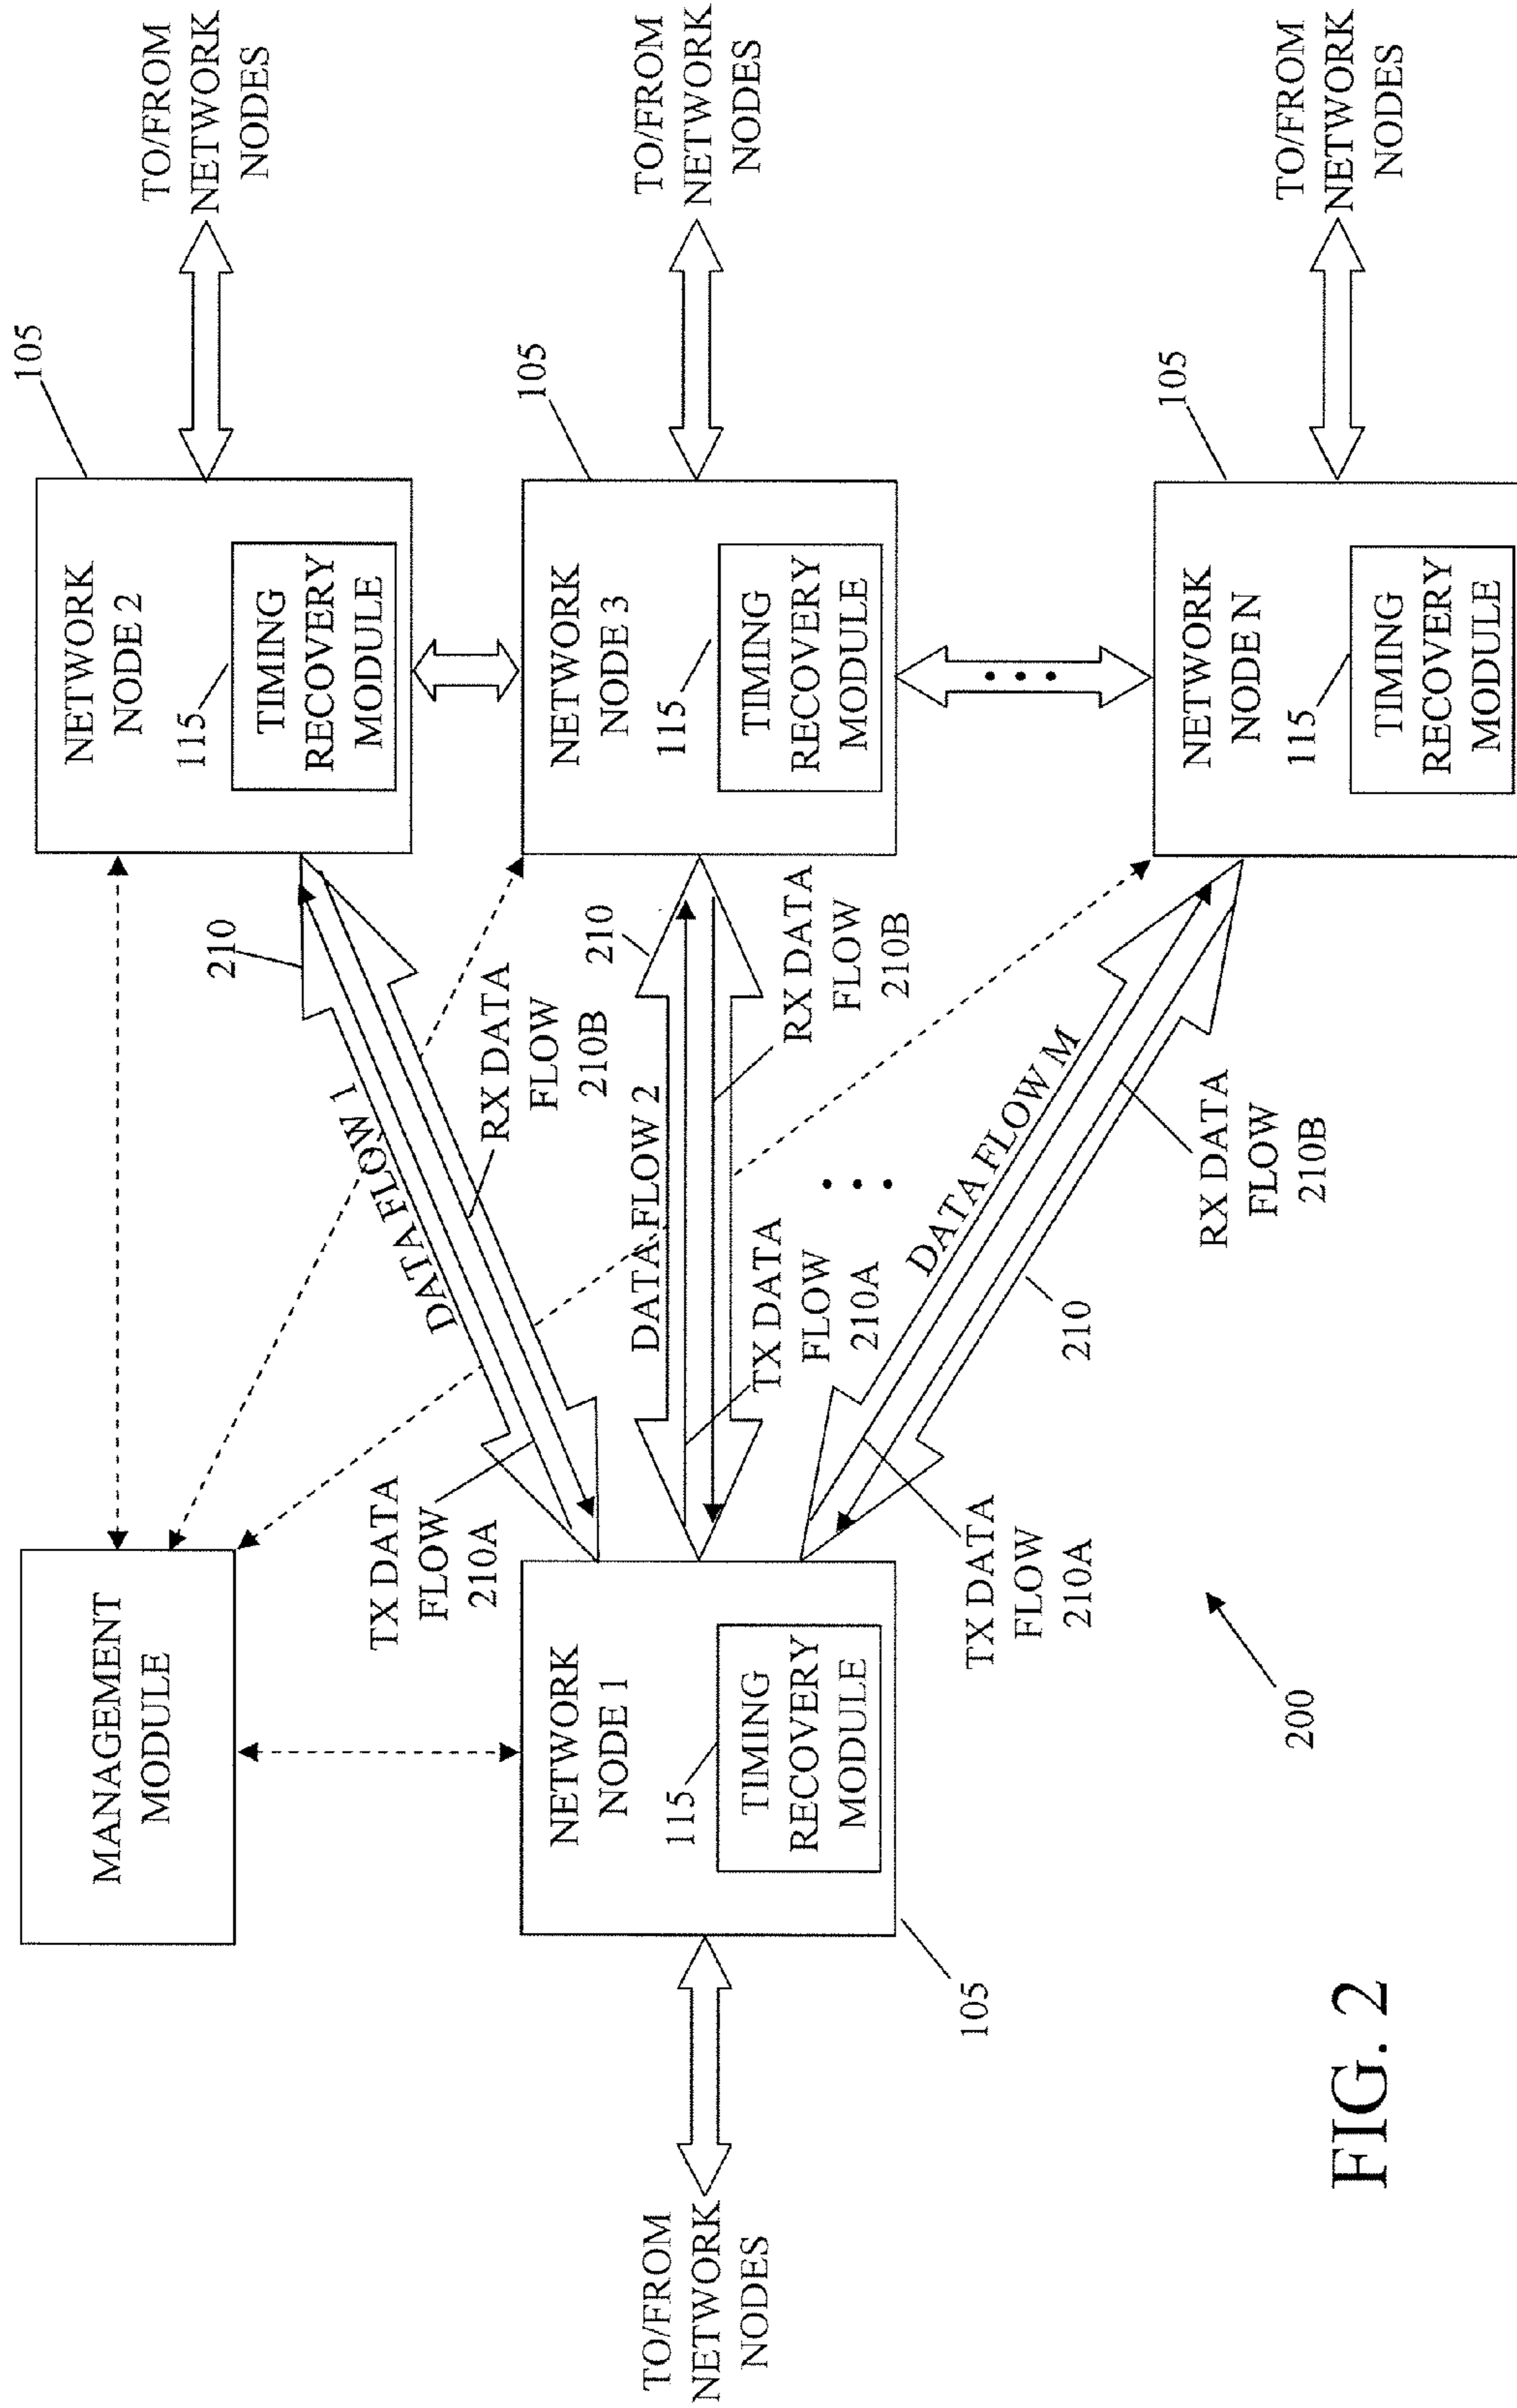 MANAGEMENT
MODULE
TO/FROM
NETWORK
NODES
NETWORK
NODE 1
115
TIMING
RECOVERY
MODULE
105
TX DATA
FLOW
210A
DATA FLOW 1
RX DATA
FLOW
210B
210
DATA FLOW 2
TX DATA
FLOW
210A
RX DATA
FLOW
210B
210
DATA FLOW M
TX DATA
FLOW
210A
RX DATA
FLOW
210B
210
NETWORK
NODE 2
115
TIMING
RECOVERY
MODULE
105
TO/FROM
NETWORK
NODES
NETWORK
NODE 3
115
TIMING
RECOVERY
MODULE
105
TO/FROM
NETWORK
NODES
NETWORK
NODE N
115
TIMING
RECOVERY
MODULE
105
TO/FROM
NETWORK
NODES
200
FIG. 2